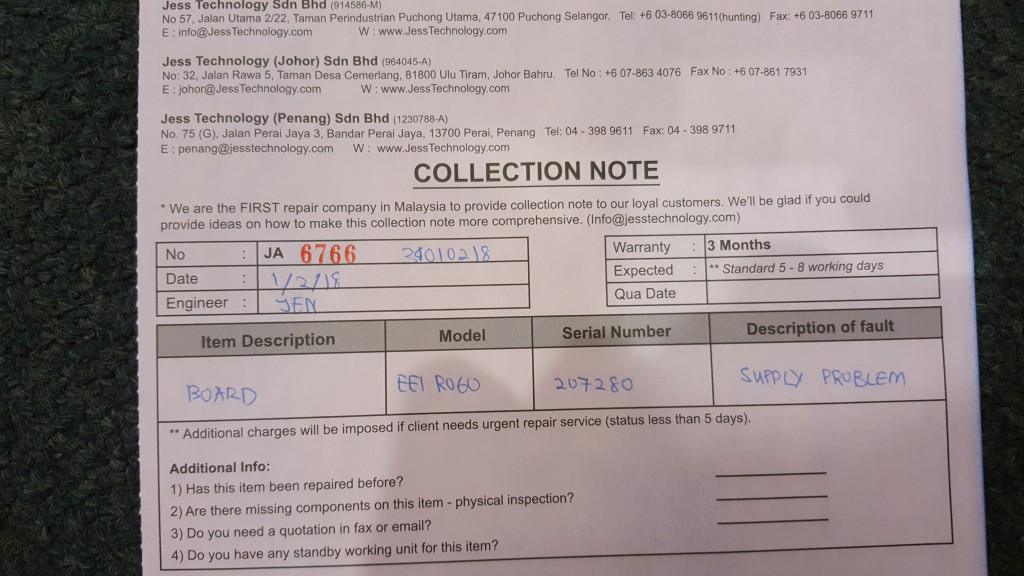 Jess Technology Sdn Bhd (914586-M)
No 57, Jalan Utama 2/22, Taman Perindustrian Puchong Utama, 47100 Puchong Selangor. Tel: +6 03-8066 9611(hunting) Fax: +6 03-8066 9711
E : info@JessTechnology.com W : www.JessTechnology.com
Jess Technology (Johor) Sdn Bhd (964045-A)
No: 32, Jalan Rawa 5, Taman Desa Cemerlang, 81800 Ulu Tiram, Johor Bahru. Tel No : +6 07-863 4076 Fax No : +6 07-861 7931
E : johor@JessTechnology.com W : www.JessTechnology.com
Jess Technology (Penang) Sdn Bhd (1230788-A)
No. 75 (G), Jalan Perai Jaya 3, Bandar Perai Jaya, 13700 Perai, Penang Tel: 04 - 398 9611 Fax: 04 - 398 9711
E : penang@jesstechnology.com W : www.JessTechnology.com
COLLECTION NOTE
* We are the FIRST repair company in Malaysia to provide collection note to our loyal customers. We'll be glad if you could
provide ideas on how to make this collection note more comprehensive. (Info@jesstechnology.com)
No : JA 6766
Date : 1/2/18
Engineer : JEN
Warranty : 3 Months
Expected : ** Standard 5 - 8 working days
Qua Date
Item Description Model Serial Number Description of fault
BOARD EEI R060 207280 SUPPLY PROBLEM
** Additional charges will be imposed if client needs urgent repair service (status less than 5 days).
Additional Info:
1) Has this item been repaired before?
2) Are there missing components on this item - physical inspection?
3) Do you need a quotation in fax or email?
4) Do you have any standby working unit for this item?